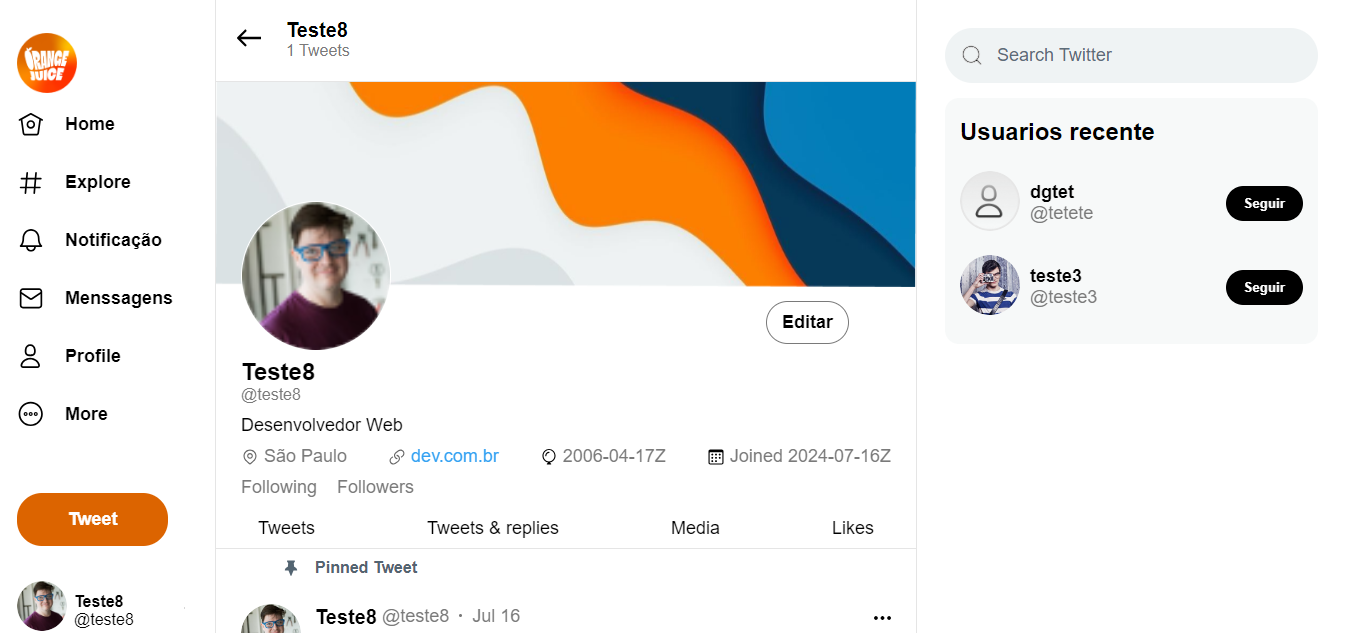 ORANGE
JUICE
Home
Explore
Notificação
Menssagens
Profile
More
Tweet
Teste8
@teste8
Teste8
1 Tweets
Editar
Teste8
@teste8
Desenvolvedor Web
São Paulo dev.com.br 2006-04-17Z Joined 2024-07-16Z
Following Followers
Tweets Tweets & replies Media Likes
Pinned Tweet
Teste8 @teste8 · Jul 16
Search Twitter
Usuarios recente
dgtet
@tetete
Seguir
teste3
@teste3
Seguir